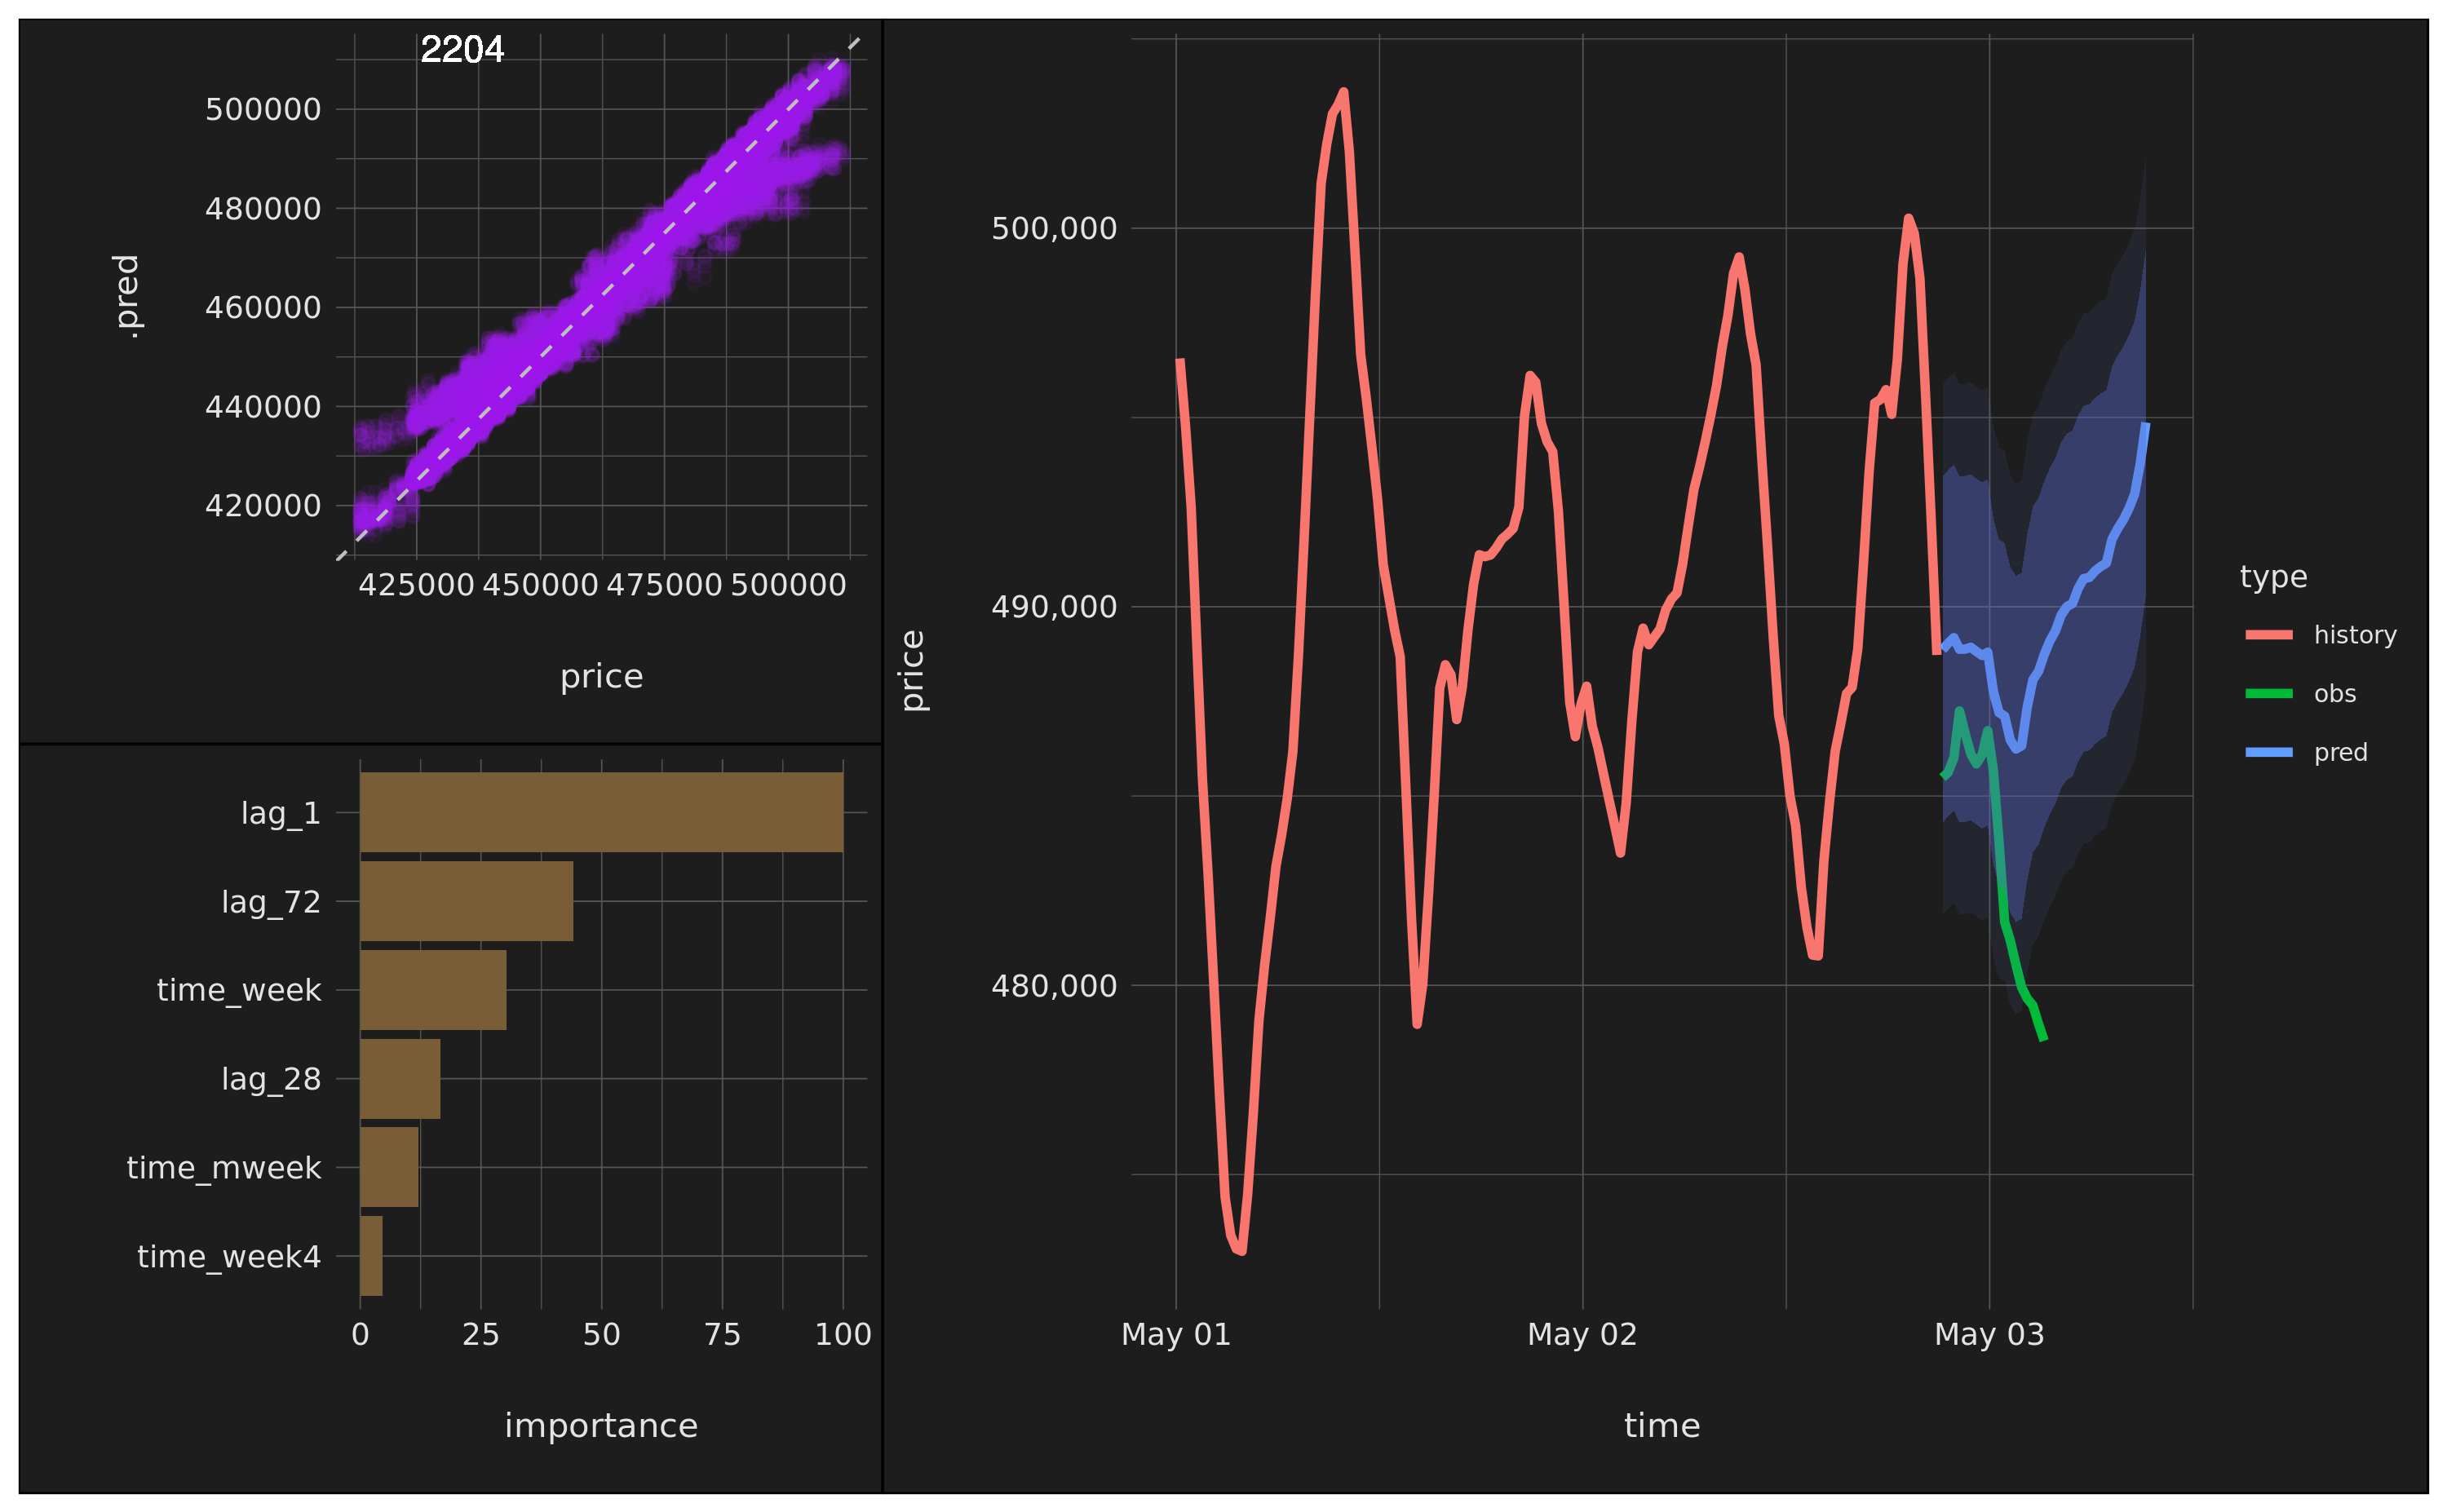 2204
.pred
500000
480000
460000
440000
420000
425000 450000 475000 500000
price
lag_1
lag_72
time_week
lag_28
time_mweek
time_week4
0 25 50 75 100
importance
price
500,000
490,000
480,000
May 01 May 02 May 03
time
type
history
obs
pred